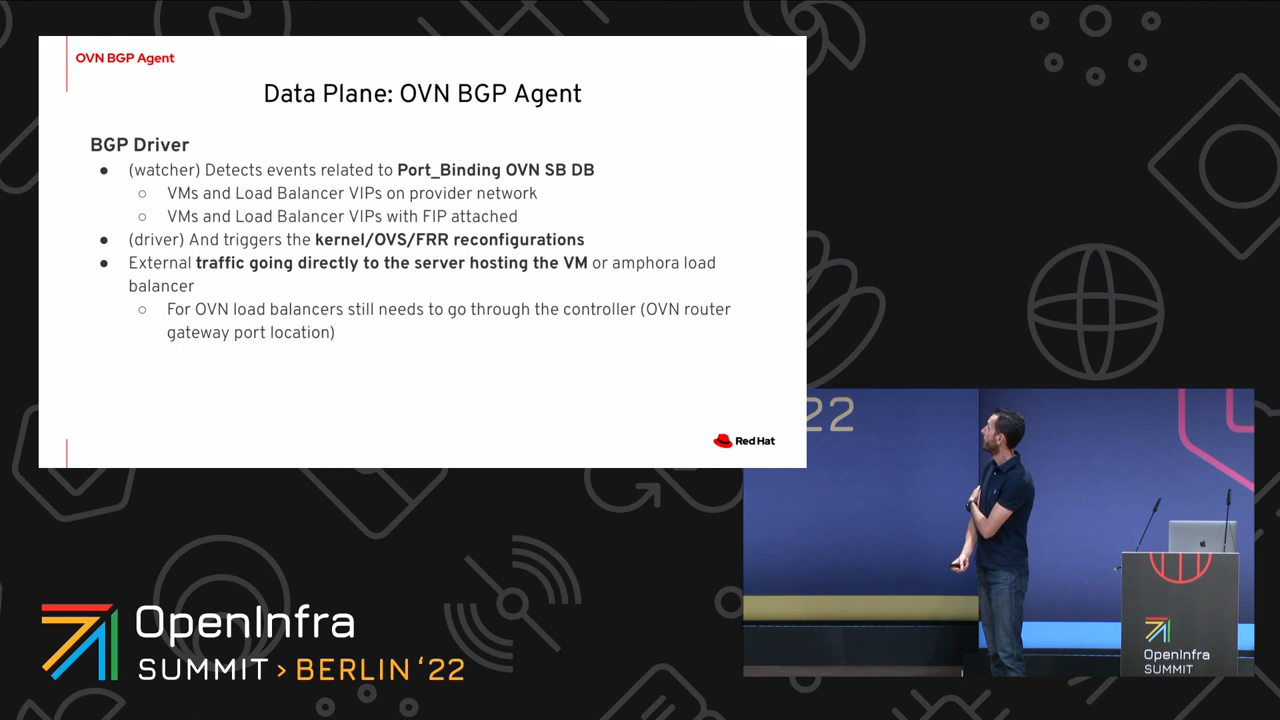 OVN BGP Agent
Data Plane: OVN BGP Agent
BGP Driver
● (watcher) Detects events related to Port_Binding OVN SB DB
○ VMs and Load Balancer VIPs on provider network
○ VMs and Load Balancer VIPs with FIP attached
● (driver) And triggers the kernel/OVS/FRR reconfigurations
● External traffic going directly to the server hosting the VM or amphora load
balancer
○ For OVN load balancers still needs to go through the controller (OVN router
gateway port location)
Red Hat
22
OpenInfra
SUMMIT
OpenInfra
SUMMIT > BERLIN ‘22